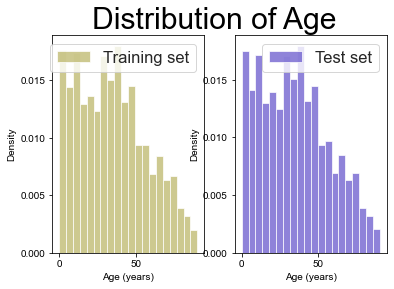 Distribution of Age
Training set
Test set
0.015
0.010
0.005
0.000
Density
0
50
Age (years)
0.015
0.010
0.005
0.000
Density
0
50
Age (years)